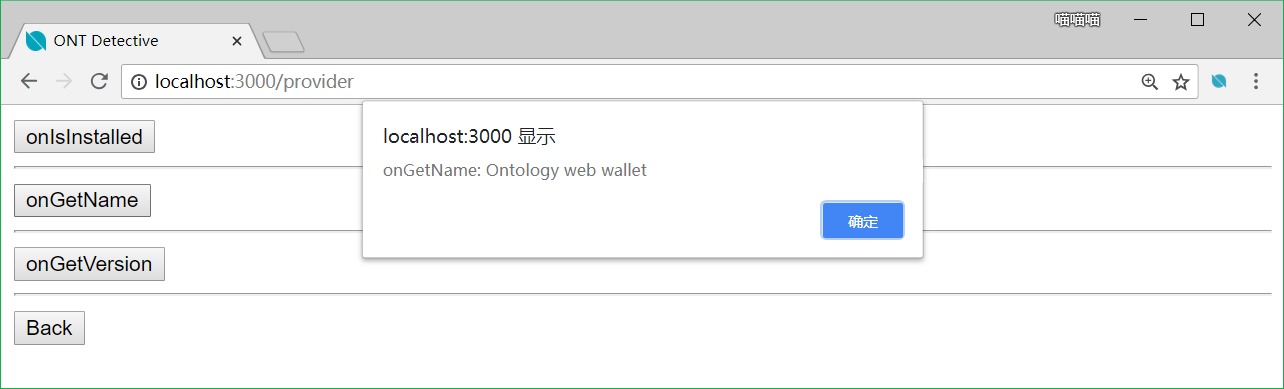 喵喵喵
ONT Detective
localhost:3000/provider
onIsInstalled
localhost:3000 显示
onGetName: Ontology web wallet
确定
onGetName
onGetVersion
Back